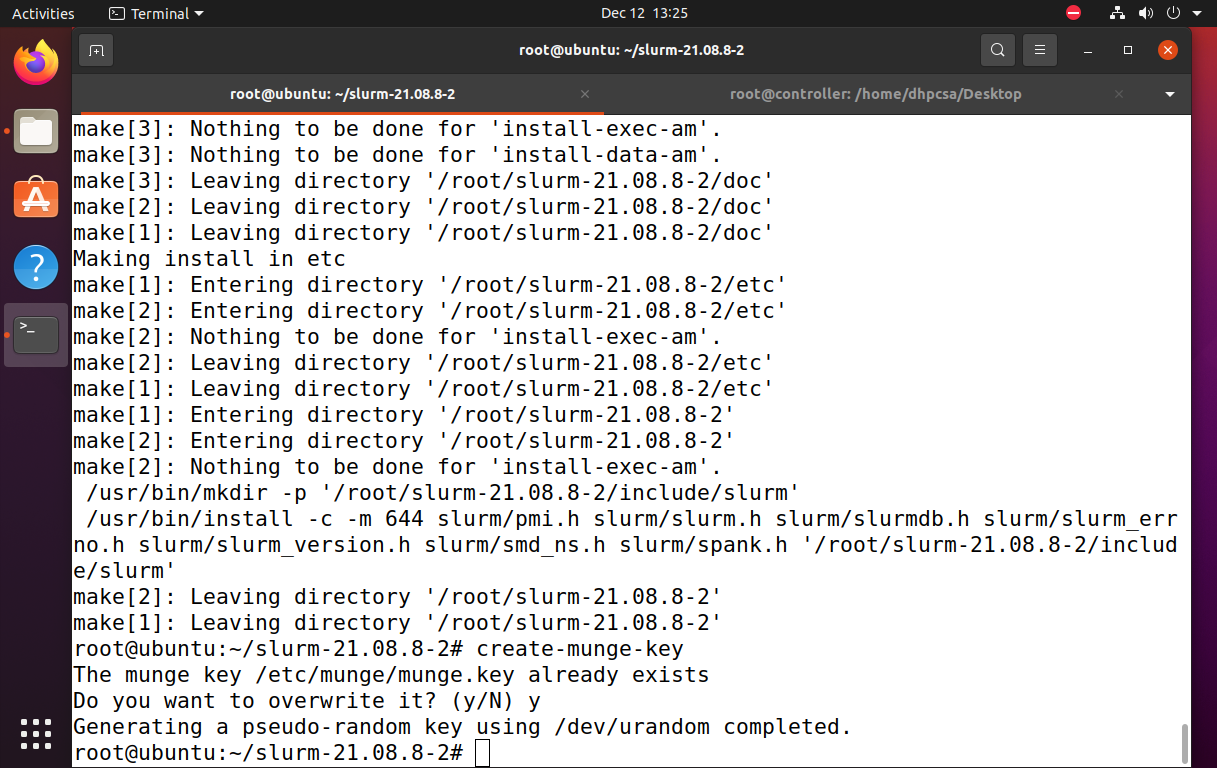 Activities
Terminal
Dec 12 13:25
root@ubuntu: ~/slurm-21.08.8-2
root@ubuntu: ~/slurm-21.08.8-2
root@controller: /home/dhpcsa/Desktop
make[3]: Nothing to be done for 'install-exec-am'.
make[3]: Nothing to be done for 'install-data-am'.
make[3]: Leaving directory '/root/slurm-21.08.8-2/doc'
make[2]: Leaving directory '/root/slurm-21.08.8-2/doc'
make[1]: Leaving directory '/root/slurm-21.08.8-2/doc'
Making install in etc
make[1]: Entering directory '/root/slurm-21.08.8-2/etc'
make[2]: Entering directory '/root/slurm-21.08.8-2/etc'
make[2]: Nothing to be done for 'install-exec-am'.
make[2]: Leaving directory '/root/slurm-21.08.8-2/etc'
make[1]: Leaving directory '/root/slurm-21.08.8-2/etc'
make[1]: Entering directory '/root/slurm-21.08.8-2'
make[2]: Entering directory '/root/slurm-21.08.8-2'
make[2]: Nothing to be done for 'install-exec-am'.
 /usr/bin/mkdir -p '/root/slurm-21.08.8-2/include/slurm'
 /usr/bin/install -c -m 644 slurm/pmi.h slurm/slurm.h slurm/slurmdb.h slurm/slurm_err
no.h slurm/slurm_version.h slurm/smd_ns.h slurm/spank.h '/root/slurm-21.08.8-2/includ
e/slurm'
make[2]: Leaving directory '/root/slurm-21.08.8-2'
make[1]: Leaving directory '/root/slurm-21.08.8-2'
root@ubuntu:~/slurm-21.08.8-2# create-munge-key
The munge key /etc/munge/munge.key already exists
Do you want to overwrite it? (y/N) y
Generating a pseudo-random key using /dev/urandom completed.
root@ubuntu:~/slurm-21.08.8-2#